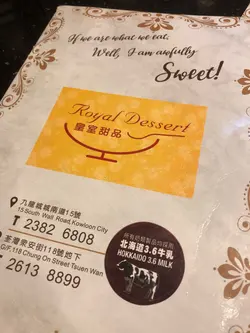 If we are what we eat,
Well, I am awfully
Sweet!
Royal Dessert
皇室甜品
九龍城城南道15號
15 South Wall Road, Kowloon City
2382 6808
荃灣眾安街118號地下
G/F, 118 Chung On Street Tsuen Wan
2613 8899
北海道3.6牛乳
HOKKAIDO 3.6 MILK